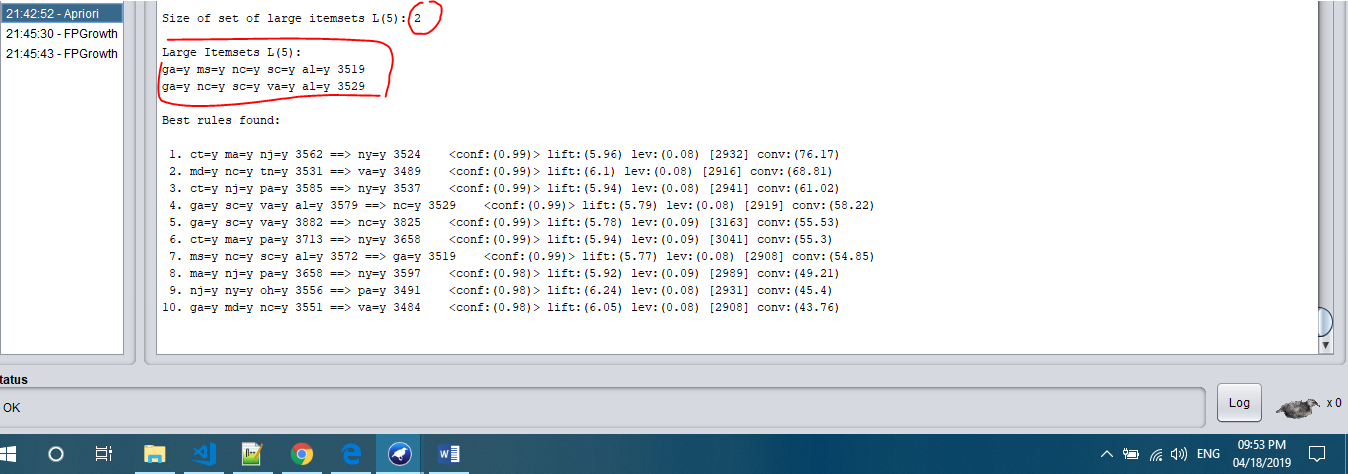 21:42:52 - Apriori
21:45:30 - FPGrowth
21:45:43 - FPGrowth
Size of set of large itemsets L(5): 2
Large Itemsets L(5):
ga=y ms=y nc=y sc=y al=y 3519
ga=y nc=y sc=y va=y al=y 3529
Best rules found:
1. ct=y ma=y nj=y 3562 ==> ny=y 3524 <conf:(0.99)> lift:(5.96) lev:(0.08) [2932] conv:(76.17)
2. md=y nc=y tn=y 3531 ==> va=y 3489 <conf:(0.99)> lift:(6.1) lev:(0.08) [2916] conv:(68.81)
3. ct=y nj=y pa=y 3585 ==> ny=y 3537 <conf:(0.99)> lift:(5.94) lev:(0.08) [2941] conv:(61.02)
4. ga=y sc=y va=y al=y 3579 ==> nc=y 3529 <conf:(0.99)> lift:(5.79) lev:(0.08) [2919] conv:(58.22)
5. ga=y sc=y va=y 3882 ==> nc=y 3825 <conf:(0.99)> lift:(5.78) lev:(0.09) [3163] conv:(55.53)
6. ct=y ma=y pa=y 3713 ==> ny=y 3658 <conf:(0.99)> lift:(5.94) lev:(0.09) [3041] conv:(55.3)
7. ms=y nc=y sc=y al=y 3572 ==> ga=y 3519 <conf:(0.99)> lift:(5.77) lev:(0.08) [2908] conv:(54.85)
8. ma=y nj=y pa=y 3658 ==> ny=y 3597 <conf:(0.98)> lift:(5.92) lev:(0.09) [2989] conv:(49.21)
9. nj=y ny=y oh=y 3556 ==> pa=y 3491 <conf:(0.98)> lift:(6.24) lev:(0.08) [2931] conv:(45.4)
10. ga=y md=y nc=y 3551 ==> va=y 3484 <conf:(0.98)> lift:(6.05) lev:(0.08) [2908] conv:(43.76)
tatus
OK
Log
x 0
ENG
09:53 PM
04/18/2019